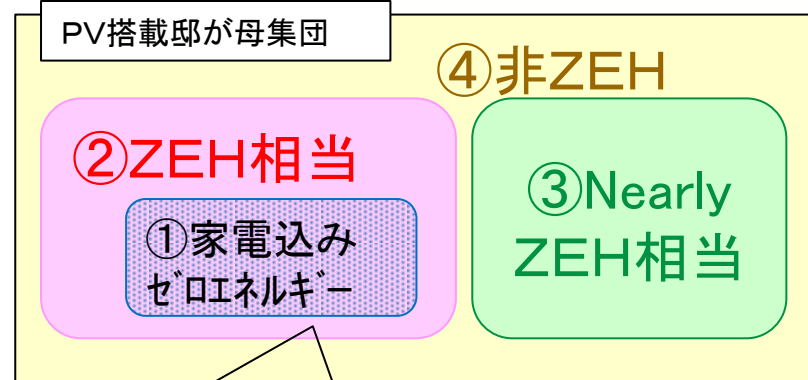 PV搭載邸が母集団
④非ZEH
②ZEH相当
①家電込み
ｾﾞﾛｴﾈﾙｷﾞｰ
③Nearly
ZEH相当